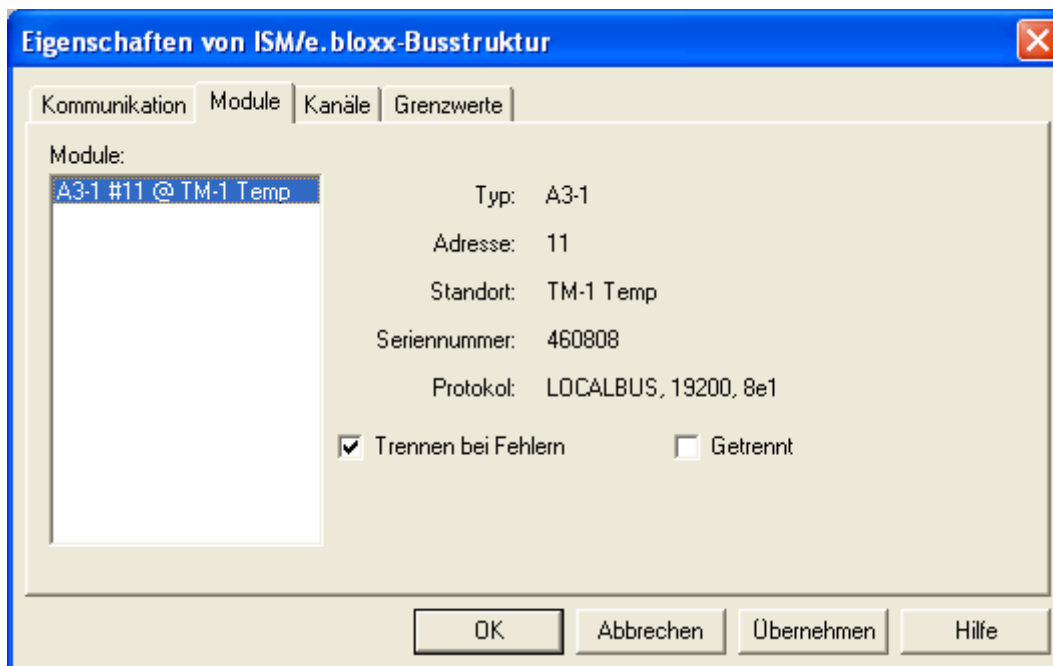 Eigenschaften von ISM/e.bloxx-Busstruktur
Kommunikation Module Kanäle Grenzwerte
Module:
A3-1 #11 @ TM-1 Temp
Typ: A3-1
Adresse: 11
Standort: TM-1 Temp
Seriennummer: 460808
Protokol: LOCALBUS, 19200, 8e1
Trennen bei Fehlern Getrennt
OK Abbrechen Übernehmen Hilfe